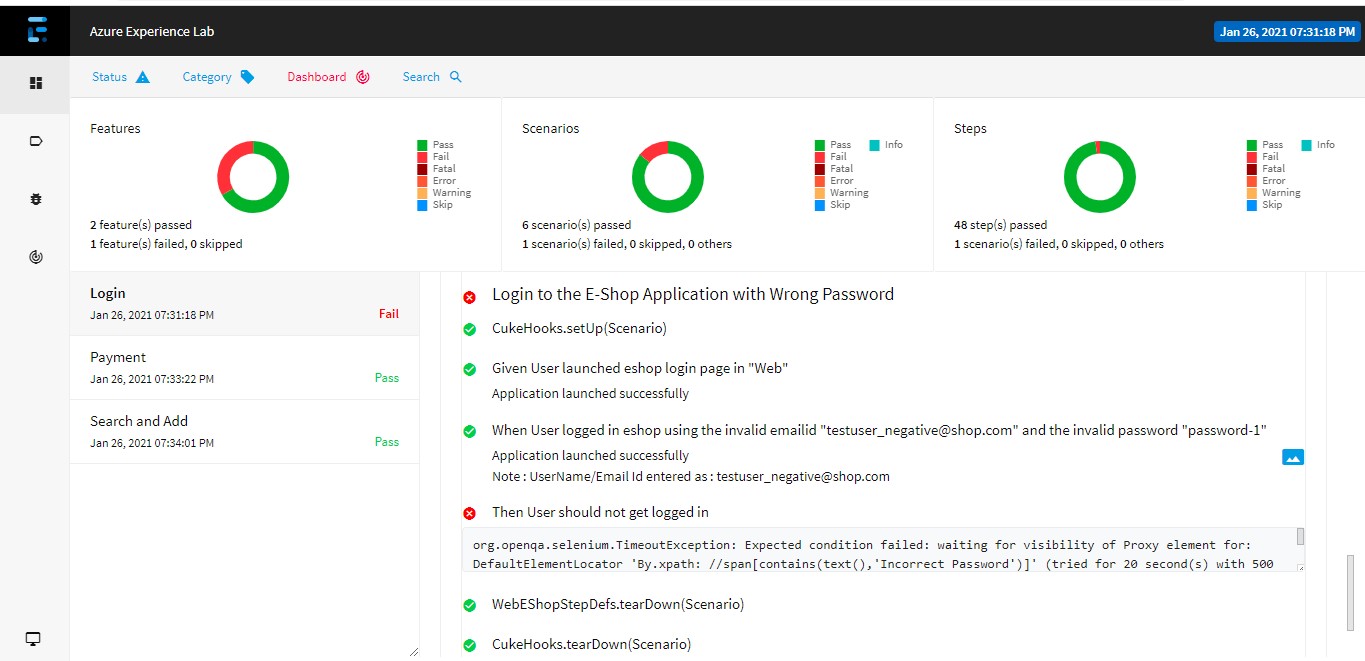 Azure Experience Lab
Jan 26, 2021 07:31:18 PM
Status
Category
Dashboard
Search
Features
Pass
Fail
Fatal
Error
Warning
Skip
2 feature(s) passed
1 feature(s) failed, 0 skipped
Scenarios
Pass
Fail
Fatal
Error
Warning
Skip
Info
6 scenario(s) passed
1 scenario(s) failed, 0 skipped, 0 others
Steps
Pass
Fail
Fatal
Error
Warning
Skip
Info
48 step(s) passed
1 scenario(s) failed, 0 skipped, 0 others
Login
Jan 26, 2021 07:31:18 PM
Fail
Payment
Jan 26, 2021 07:33:22 PM
Pass
Search and Add
Jan 26, 2021 07:34:01 PM
Pass
Login to the E-Shop Application with Wrong Password
CukeHooks.setUp(Scenario)
Given User launched eshop login page in "Web"
Application launched successfully
When User logged in eshop using the invalid emailid "testuser_negative@shop.com" and the invalid password "password-1"
Application launched successfully
Note : UserName/Email Id entered as : testuser_negative@shop.com
Then User should not get logged in
org.openqa.selenium.TimeoutException: Expected condition failed: waiting for visibility of Proxy element for:
DefaultElementLocator 'By.xpath: //span[contains(text(),'Incorrect Password')]' (tried for 20 second(s) with 500
WebEShopStepDefs.tearDown(Scenario)
CukeHooks.tearDown(Scenario)